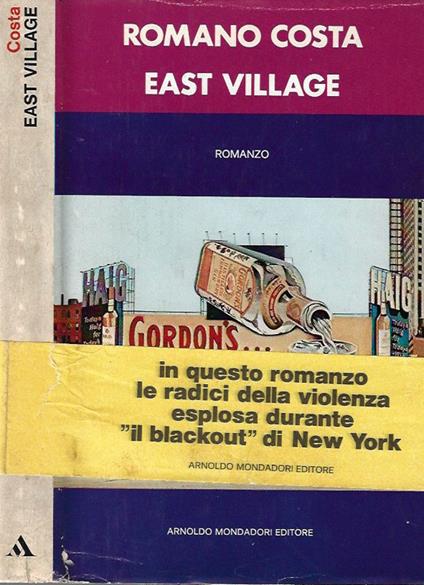 Costa
EAST VILLAGE
ROMANO COSTA
EAST VILLAGE
ROMANZO
HAIG
HAIG
GORDON'S...
in questo romanzo
le radici della violenza
esplosa durante
"il blackout" di New York
ARNOLDO MONDADORI EDITORE
ARNOLDO MONDADORI EDITORE